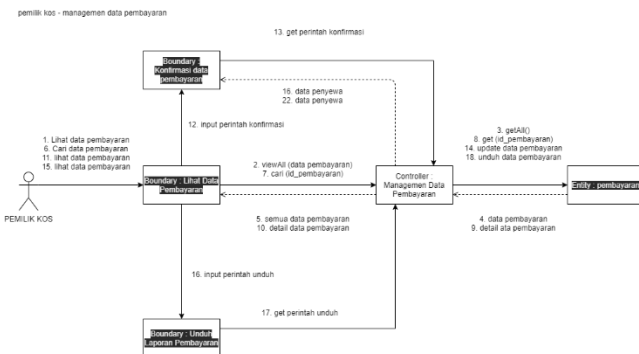 pemilik kos - managemen data pembayaran
13. get perintah konfirmasi
Boundary :
Konfirmasi data
pembayaran
16. data penyewa
22. data penyewa
12. input perintah konfirmasi
1. Lihat data pembayaran
6. Cari data pembayaran
11. lihat data pembayaran
15. lihat data pembayaran
3. getAll()
8. get (id_pembayaran)
14. update data pembayaran
18. unduh data pembayaran
2. viewAll (data pembayaran)
7. cari (id_pembayaran)
PEMILIK KOS
Boundary : Lihat Data
Pembayaran
Controller :
Managemen Data
Pembayaran
Entity : pembayaran
5. semua data pembayaran
10. detail data pembayaran
4. data pembayaran
9. detail ata pembayaran
16. input perintah unduh
17. get perintah unduh
Boundary : Unduh
Laporan Pembayaran